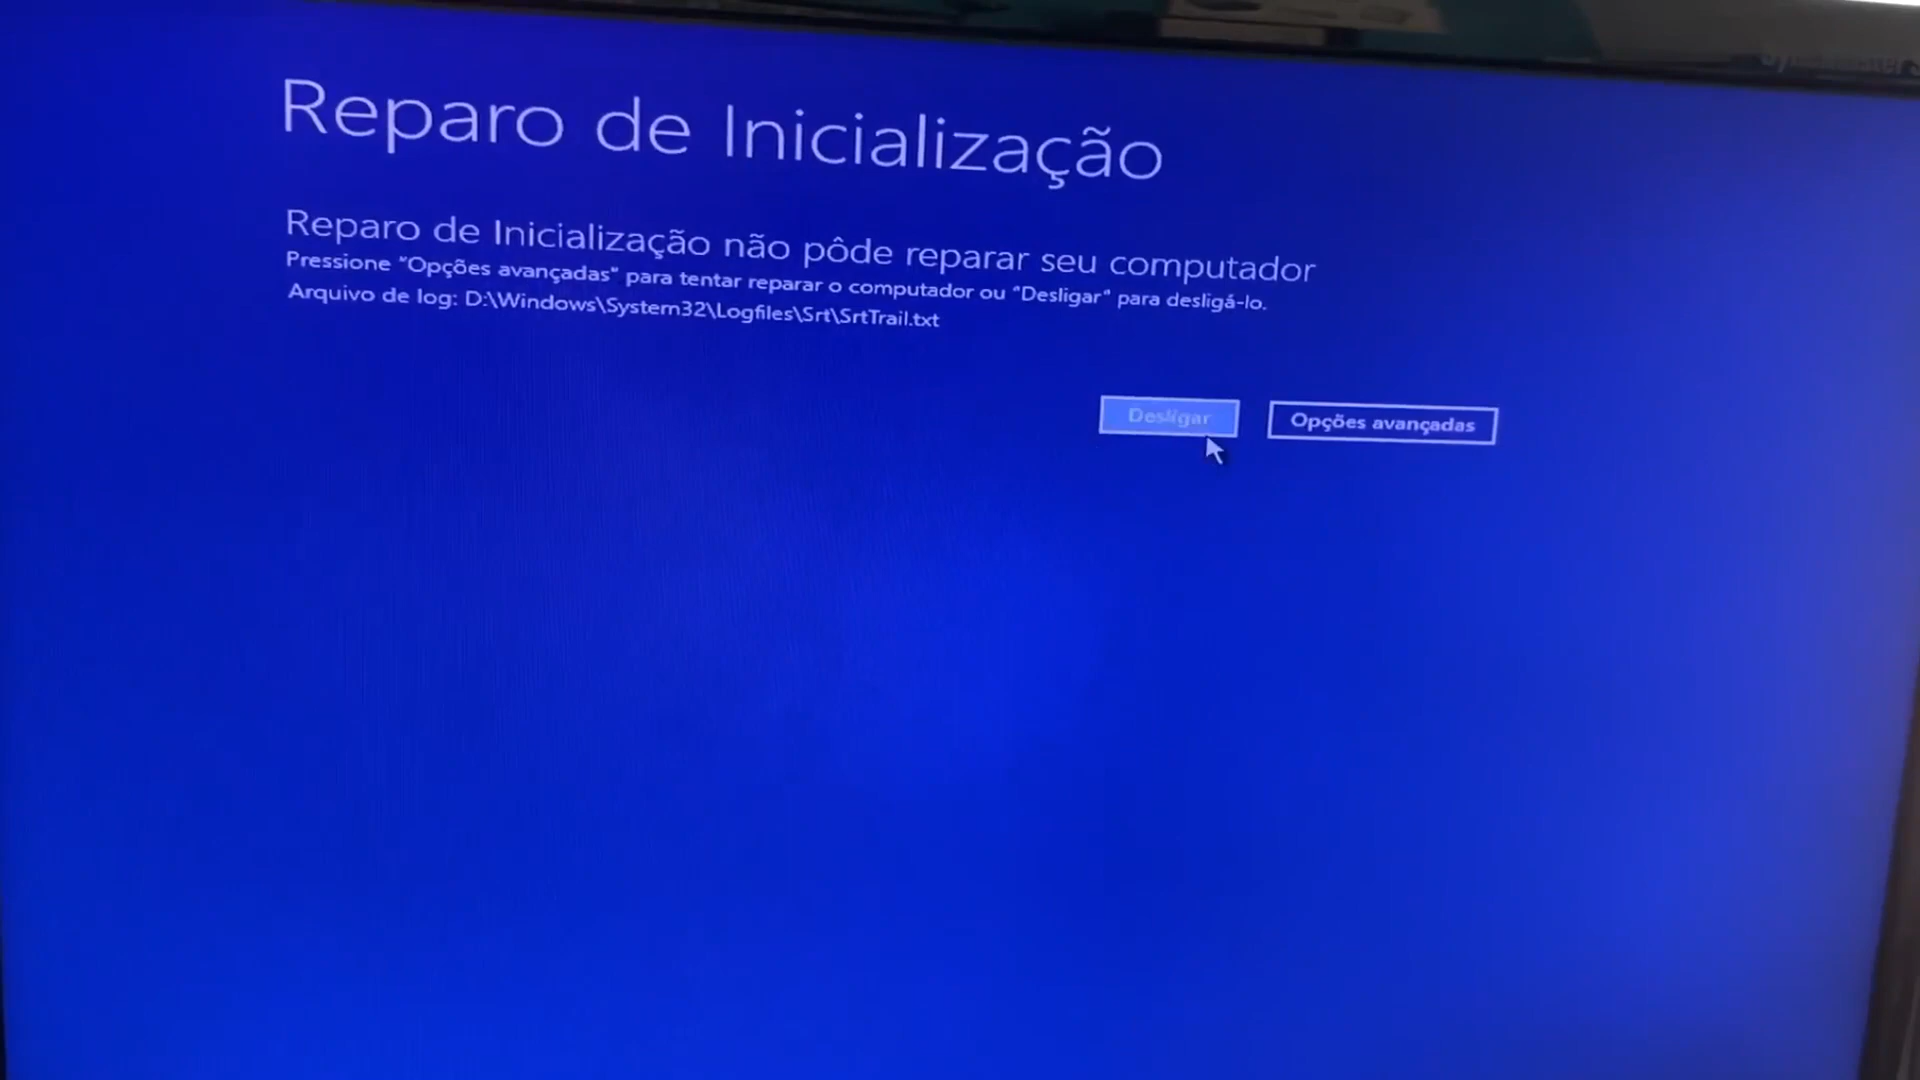 Reparo de Inicialização
Reparo de Inicialização não pôde reparar seu computador
Pressione "Opções avançadas" para tentar reparar o computador ou "Desligar" para desligá-lo.
Arquivo de log: D:\Windows\System32\Logfiles\Srt\SrtTrail.txt
Desligar
Opções avançadas